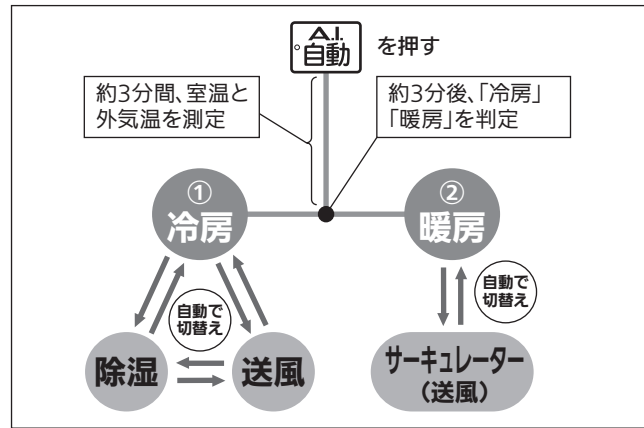 A.I.
自動 を押す
約3分間、室温と
外気温を測定
約3分後、「冷房」
「暖房」を判定
①
冷房
②
暖房
自動で
切替え
自動で
切替え
除湿
送風
サーキュレーター
(送風)